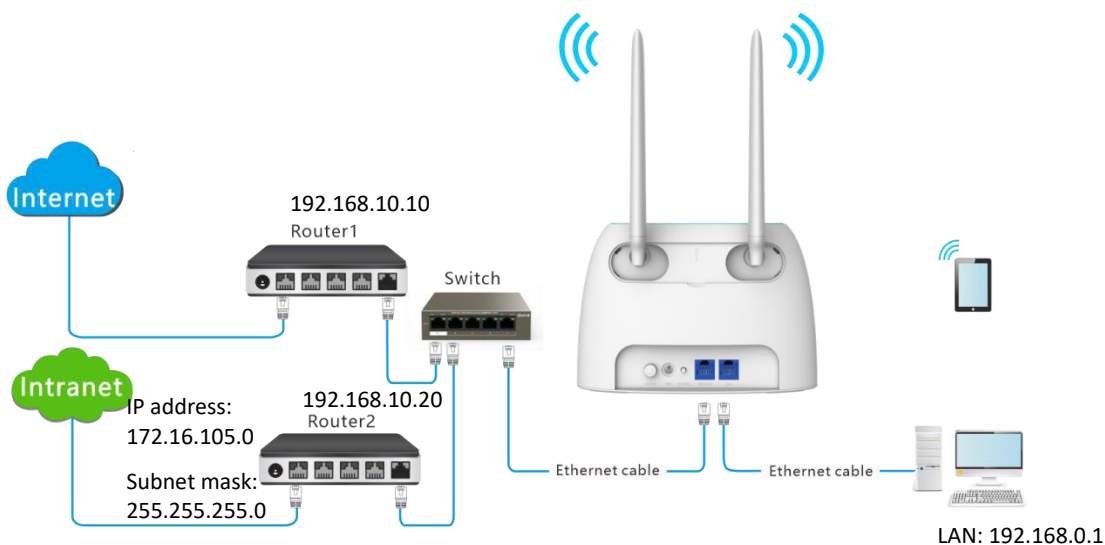 Internet
192.168.10.10
Router1
Switch
Intranet
IP address:
172.16.105.0
Subnet mask:
255.255.255.0
192.168.10.20
Router2
Ethernet cable
Ethernet cable
LAN: 192.168.0.1